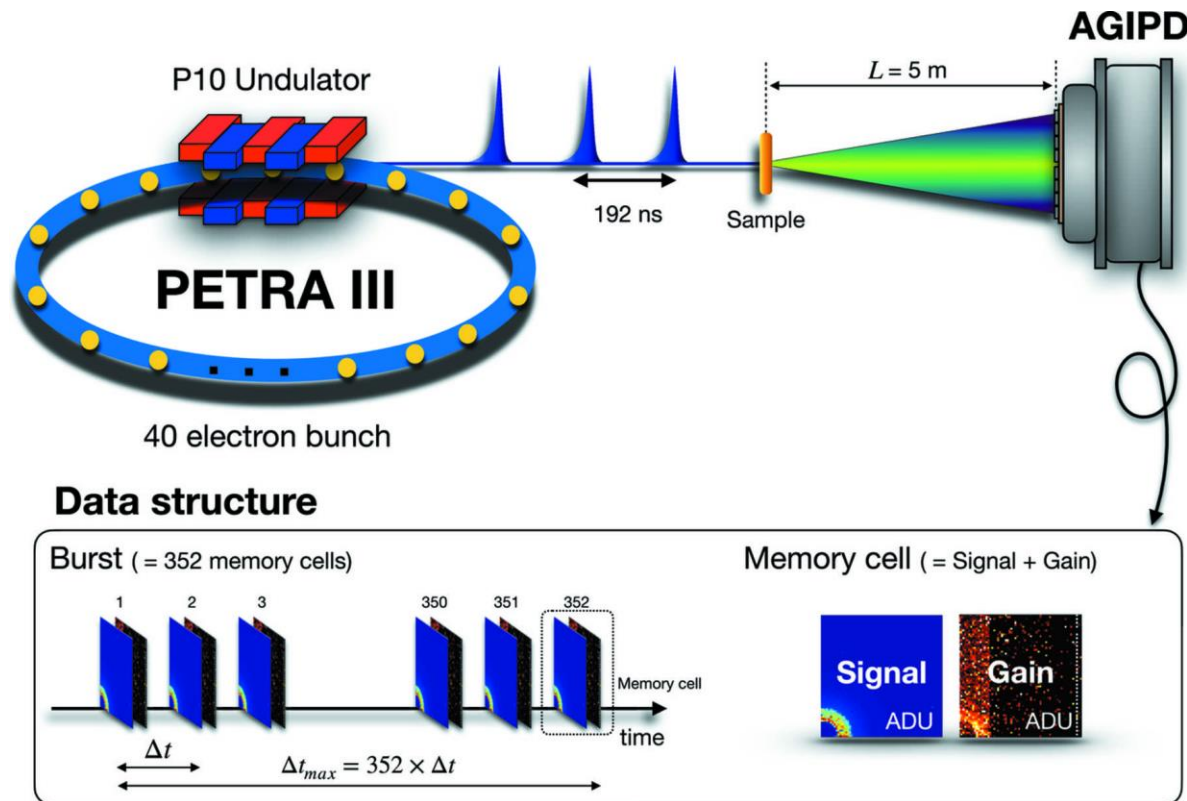 AGIPD
P10 Undulator
L = 5 m
192 ns
Sample
PETRA III
40 electron bunch
Data structure
Burst ( = 352 memory cells)
Memory cell ( = Signal + Gain)
1 2 3 350 351 352
Signal
ADU
Gain
ADU
Memory cell
time
Δt
Δtmax = 352 × Δt